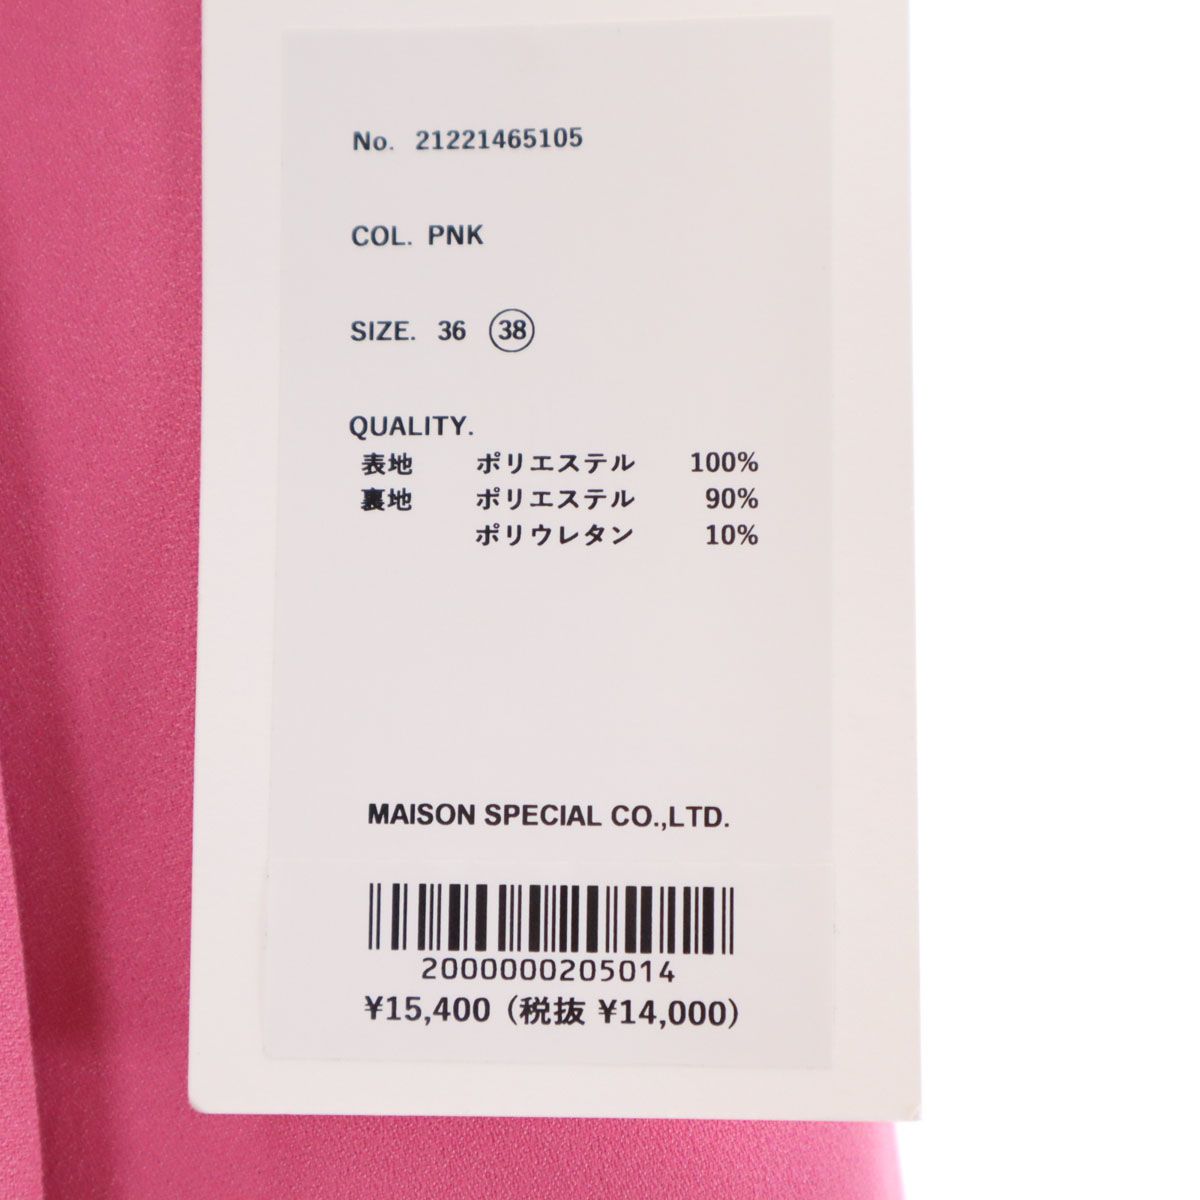 No. 21221465105
COL. PNK
SIZE. 36 38
QUALITY.
表地 ポリエステル 100%
裏地 ポリエステル 90%
ポリウレタン 10%
MAISON SPECIAL CO.,LTD.
2000000205014
¥15,400 (税抜 ¥14,000)